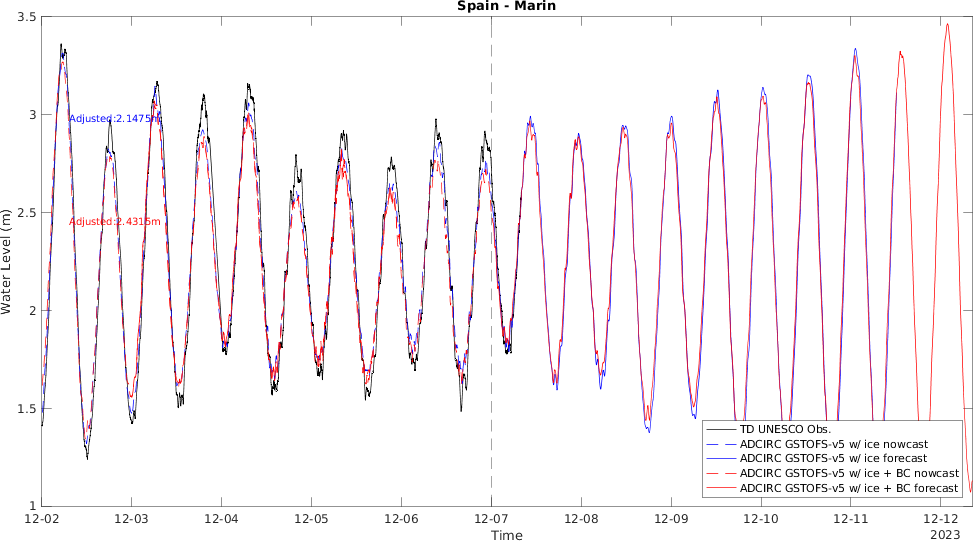 Spain - Marin
3.5
3
2.5
2
1.5
1
Water Level (m)
Adjusted:2.1475m
Adjusted:2.4315m
TD UNESCO Obs.
ADCIRC GSTOFS-v5 w/ ice nowcast
ADCIRC GSTOFS-v5 w/ ice forecast
ADCIRC GSTOFS-v5 w/ ice + BC nowcast
ADCIRC GSTOFS-v5 w/ ice + BC forecast
12-02 12-03 12-04 12-05 12-06 12-07 12-08 12-09 12-10 12-11 12-12
2023
Time